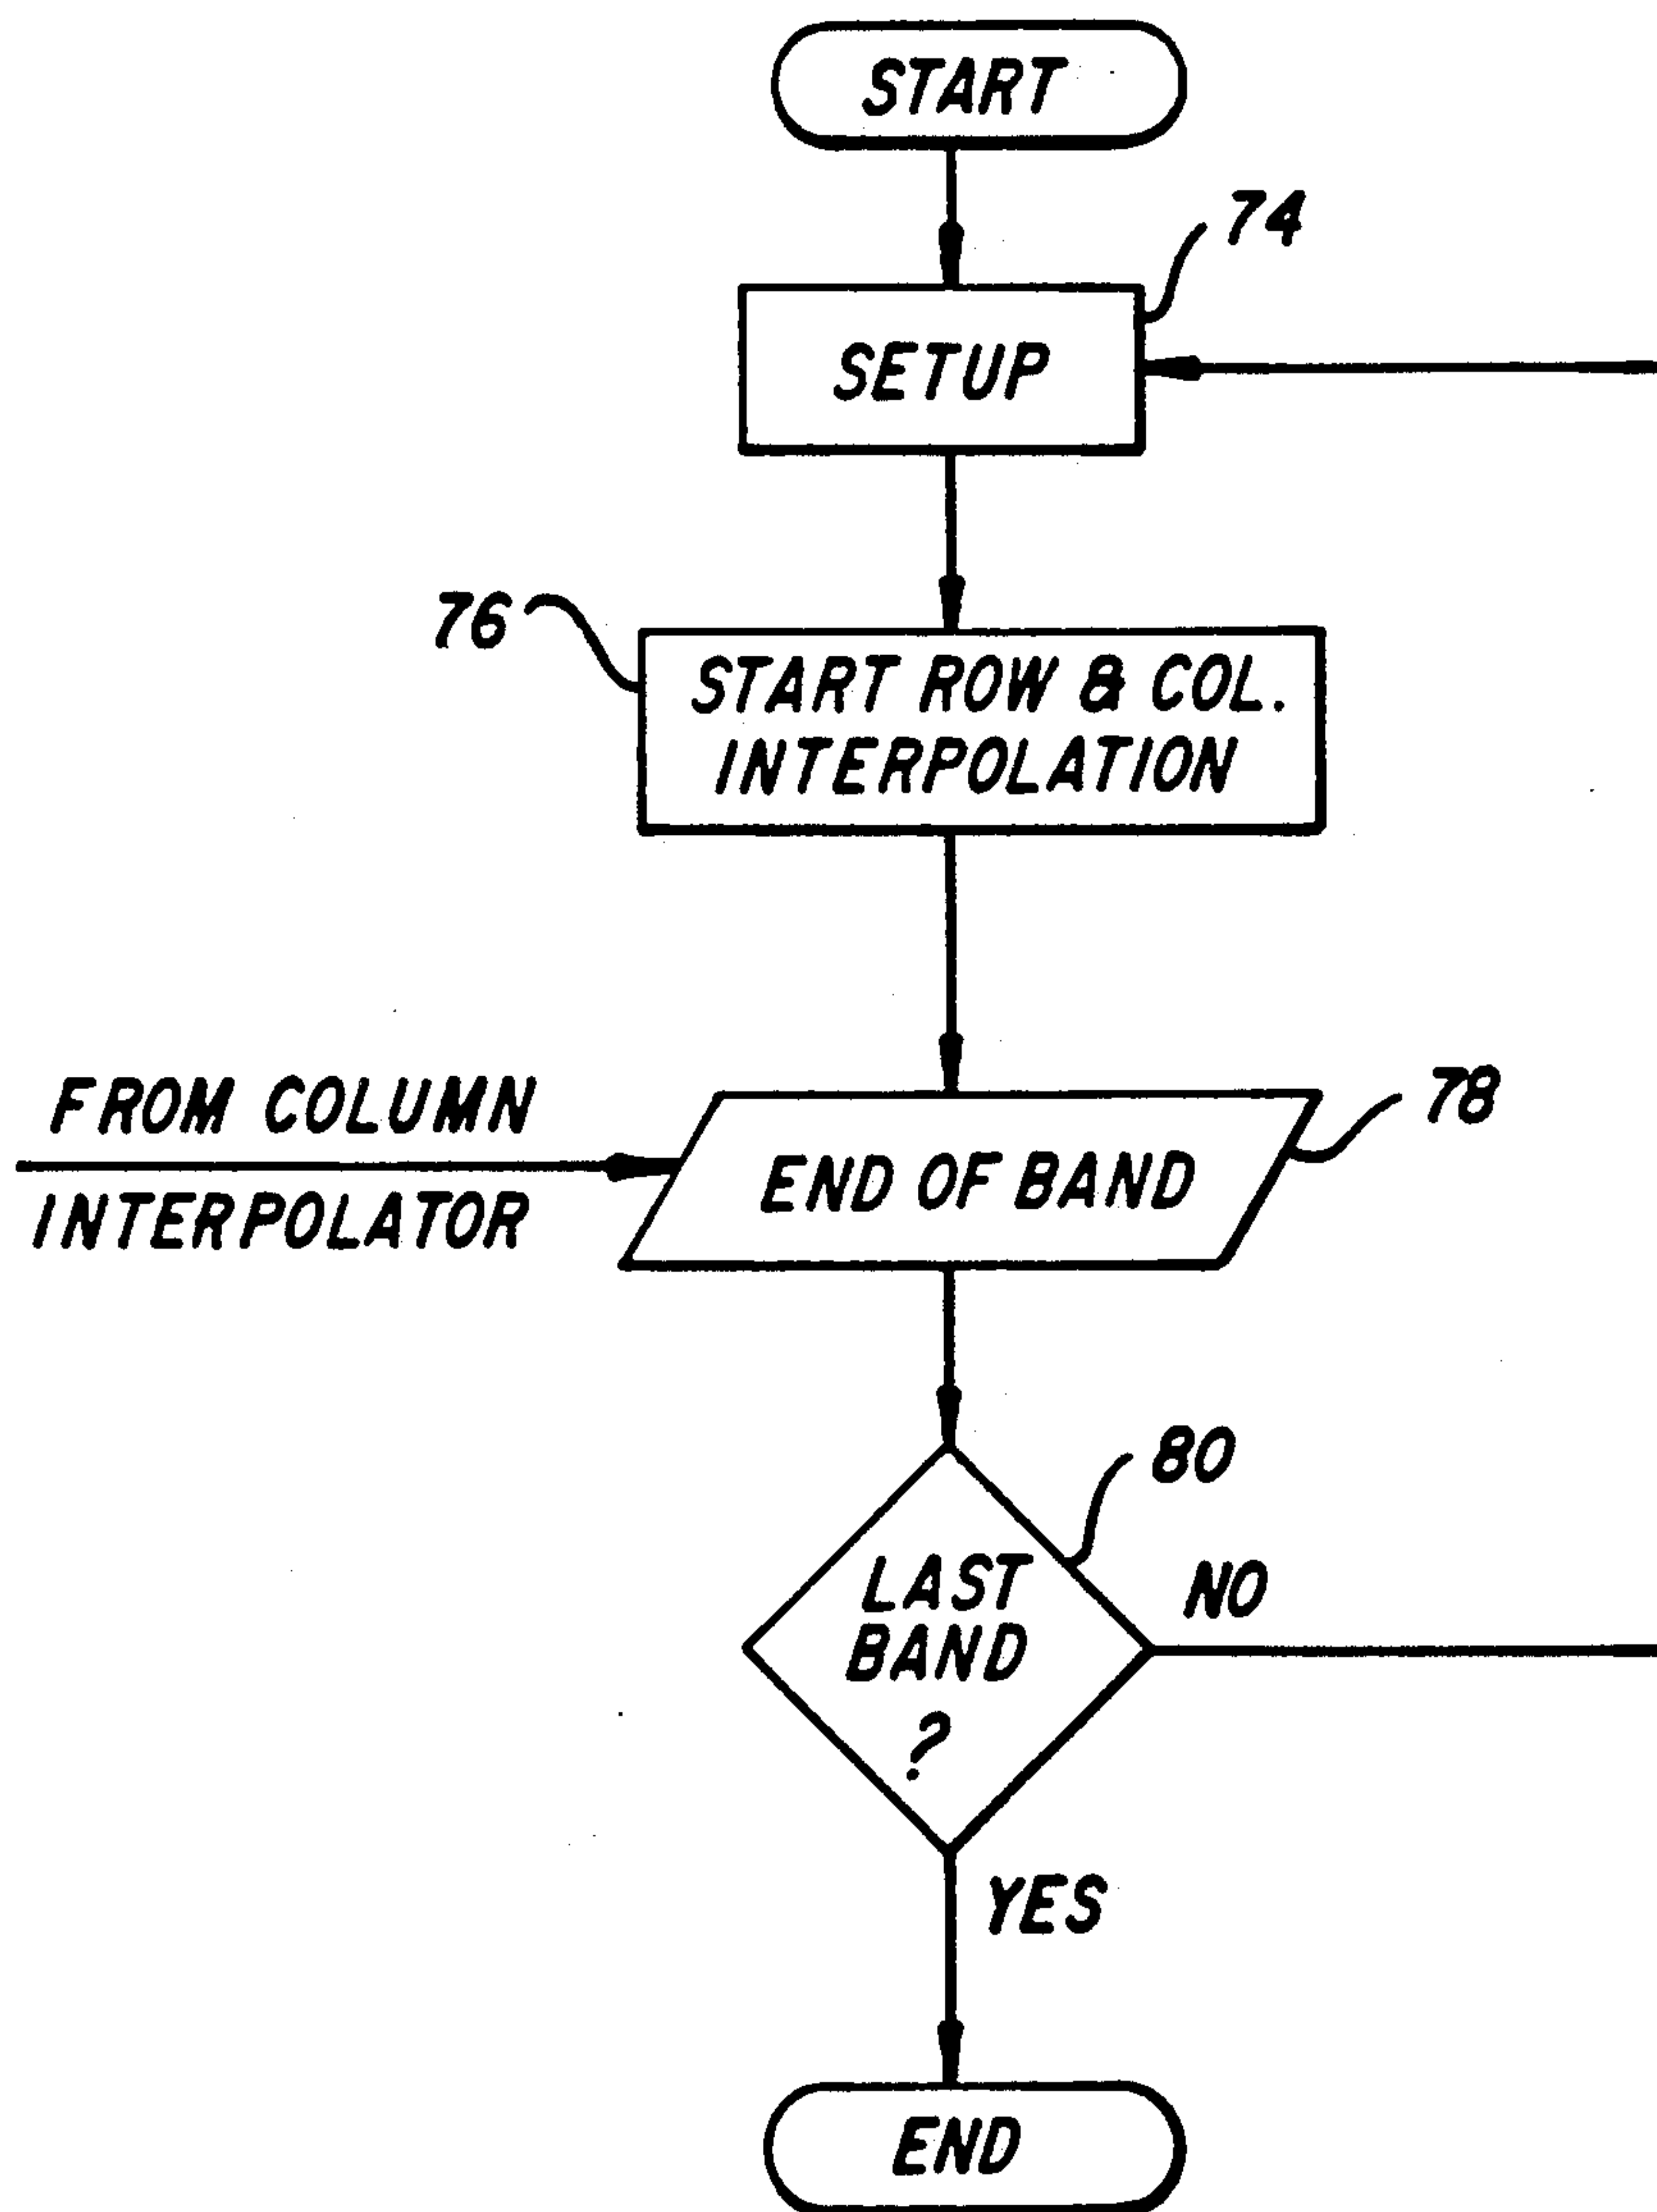 START
74
SETUP
76
START ROW & COL.
INTERPOLATION
FROM COLUMN
INTERPOLATOR
78
END OF BAND
80
LAST
BAND
?
NO
YES
END